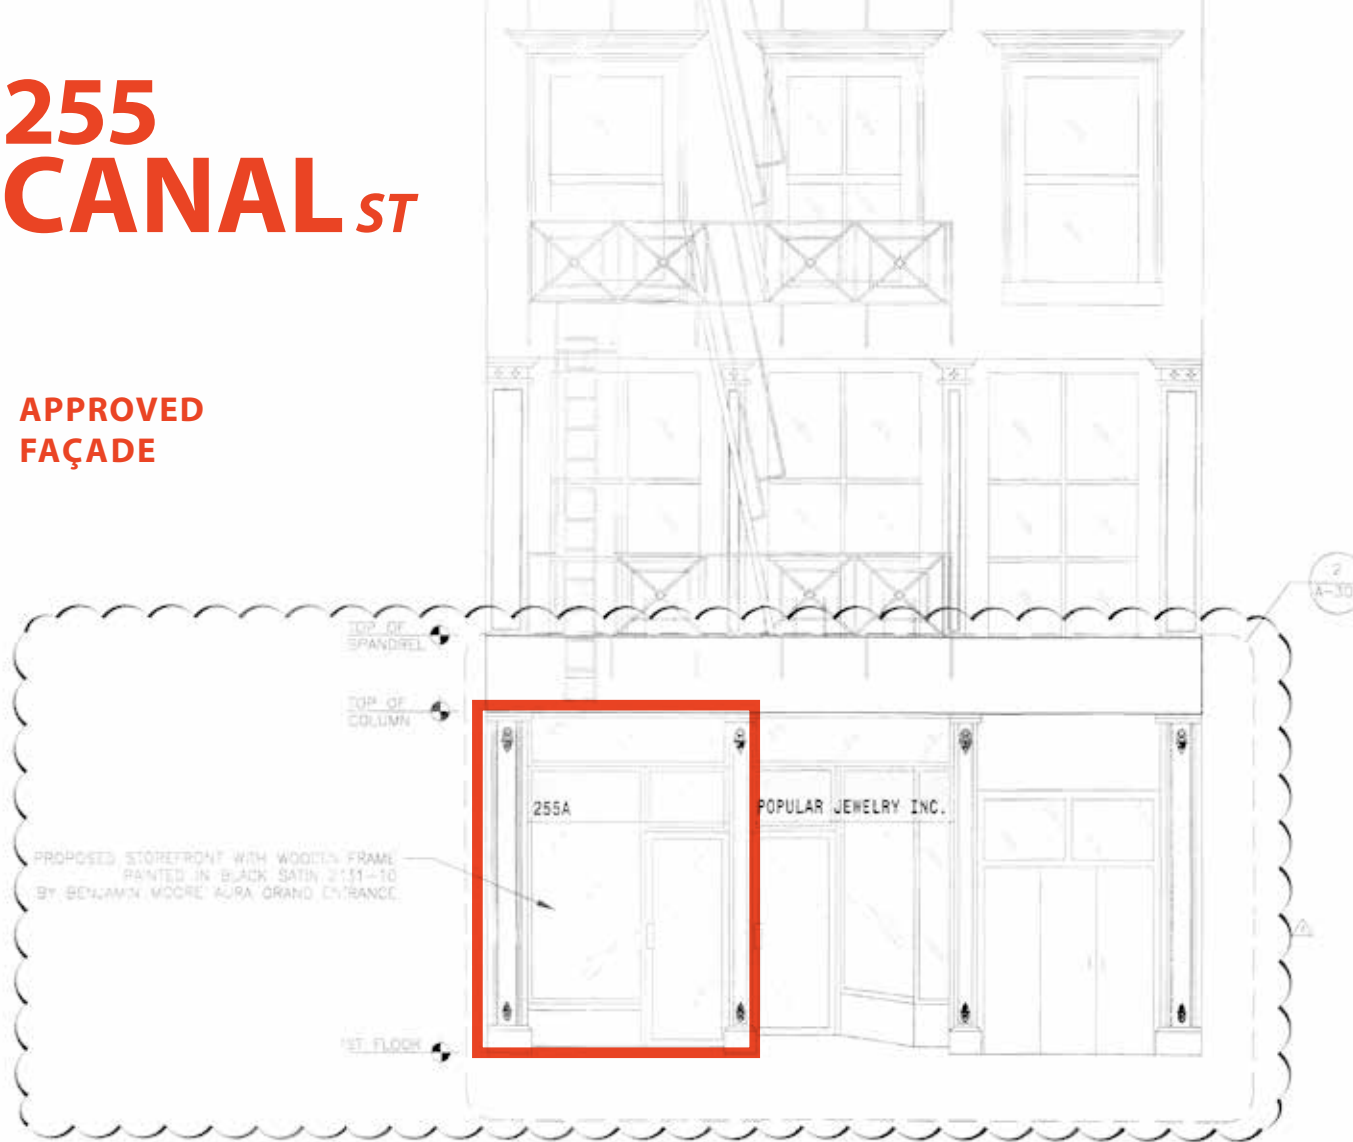 255
CANAL ST
APPROVED
FAÇADE
2
A-30
TOP OF
SPANDREL
TOP OF
COLUMN
255A
POPULAR JEWELRY INC.
PROPOSED STOREFRONT WITH WOODEN FRAME
PAINTED IN BLACK SATIN 2131-10
BY BENJAMIN MOORE AURA GRAND ENTRANCE
1ST FLOOR